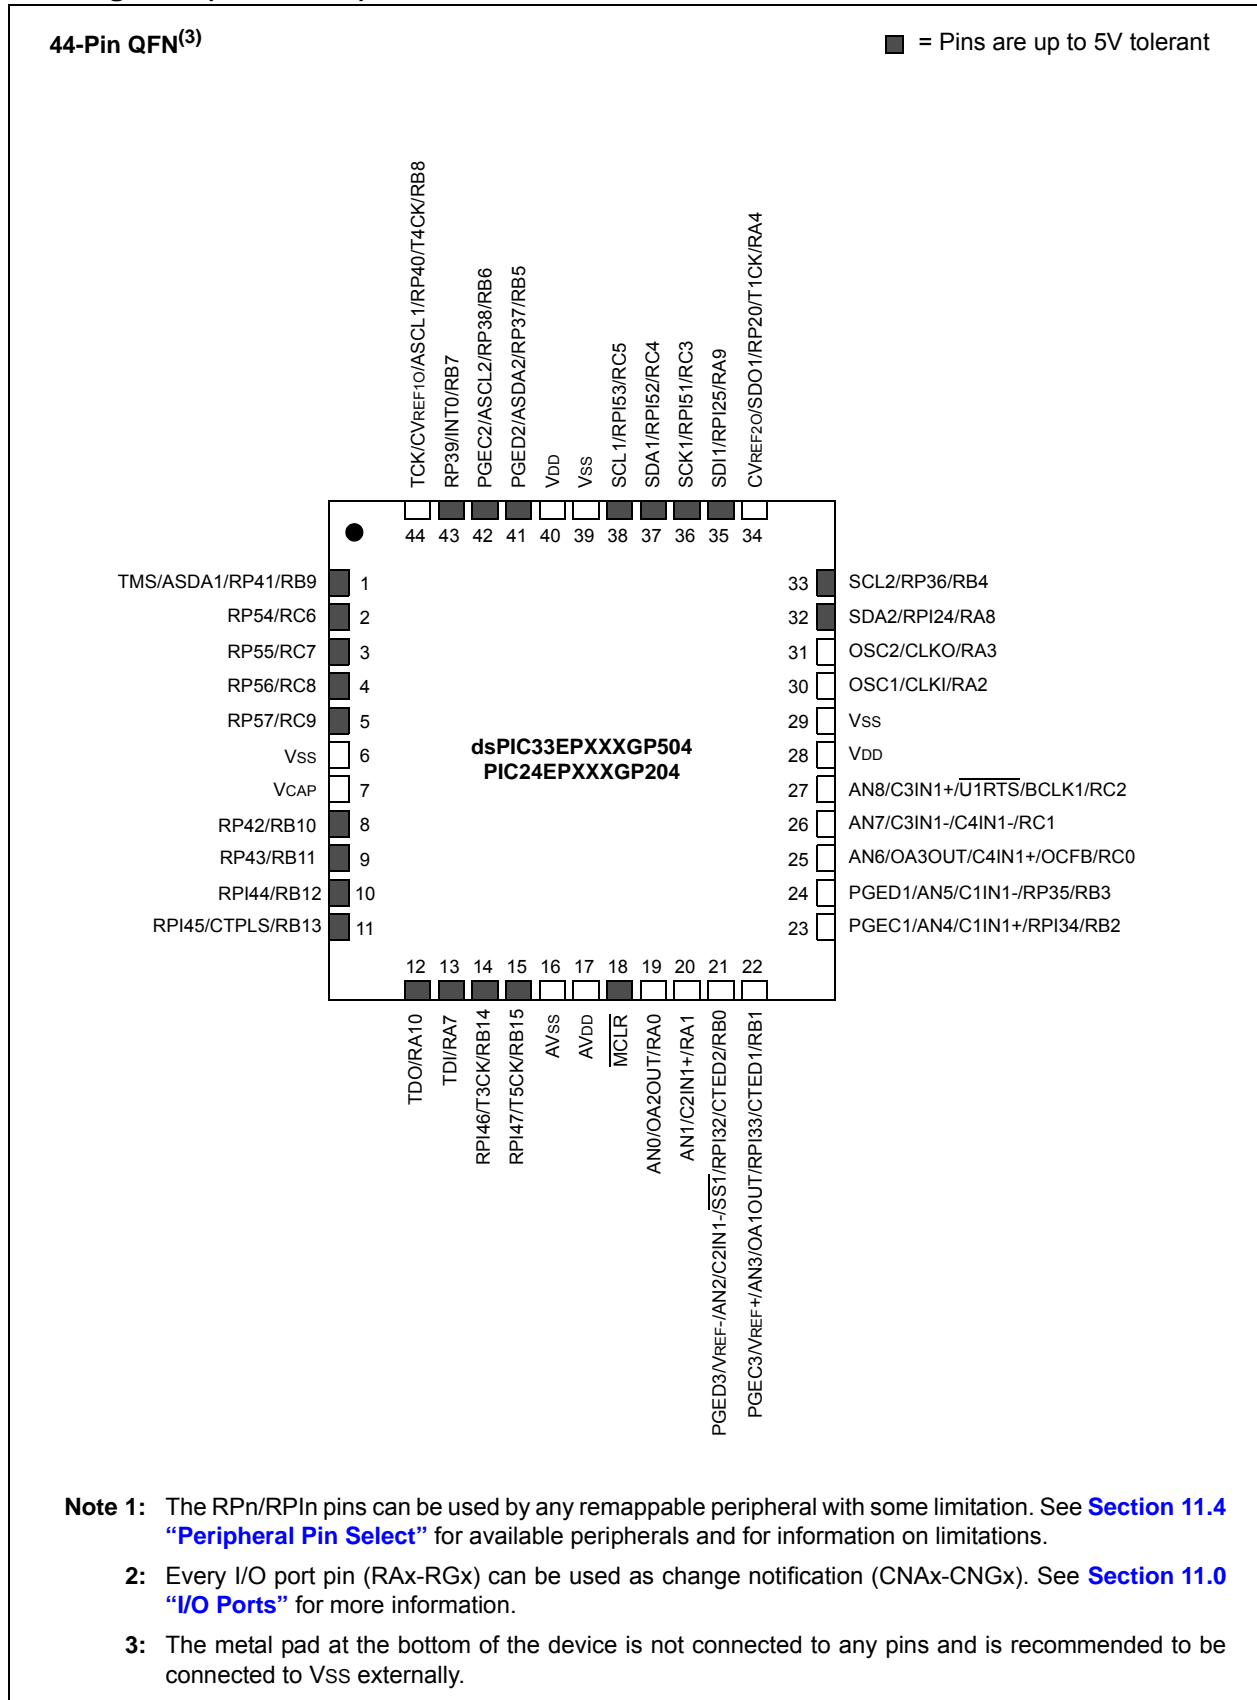 44-Pin QFN(3)
= Pins are up to 5V tolerant
TCK/CVREF1O/ASCL1/RP40/T4CK/RB8
RP39/INT0/RB7
PGEC2/ASCL2/RP38/RB6
PGED2/ASDA2/RP37/RB5
VDD
VSS
SCL1/RPI53/RC5
SDA1/RPI52/RC4
SCK1/RPI51/RC3
SDI1/RPI25/RA9
CVREF2O/SDO1/RP20/T1CK/RA4
44 43 42 41 40 39 38 37 36 35 34
TMS/ASDA1/RP41/RB9 1
RP54/RC6 2
RP55/RC7 3
RP56/RC8 4
RP57/RC9 5
VSS 6
VCAP 7
RP42/RB10 8
RP43/RB11 9
RPI44/RB12 10
RPI45/CTPLS/RB13 11
dsPIC33EPXXXGP504
PIC24EPXXXGP204
33 SCL2/RP36/RB4
32 SDA2/RPI24/RA8
31 OSC2/CLKO/RA3
30 OSC1/CLKI/RA2
29 VSS
28 VDD
27 AN8/C3IN1+/U1RTS/BCLK1/RC2
26 AN7/C3IN1-/C4IN1-/RC1
25 AN6/OA3OUT/C4IN1+/OCFB/RC0
24 PGED1/AN5/C1IN1-/RP35/RB3
23 PGEC1/AN4/C1IN1+/RPI34/RB2
12 13 14 15 16 17 18 19 20 21 22
TDO/RA10
TDI/RA7
RPI46/T3CK/RB14
RPI47/T5CK/RB15
AVSS
AVDD
MCLR
AN0/OA2OUT/RA0
AN1/C2IN1+/RA1
PGED3/VREF-/AN2/C2IN1-/SS1/RPI32/CTED2/RB0
PGEC3/VREF+/AN3/OA1OUT/RPI33/CTED1/RB1
Note 1: The RPn/RPIn pins can be used by any remappable peripheral with some limitation. See Section 11.4
“Peripheral Pin Select” for available peripherals and for information on limitations.
2: Every I/O port pin (RAx-RGx) can be used as change notification (CNAx-CNGx). See Section 11.0
“I/O Ports” for more information.
3: The metal pad at the bottom of the device is not connected to any pins and is recommended to be
connected to VSS externally.